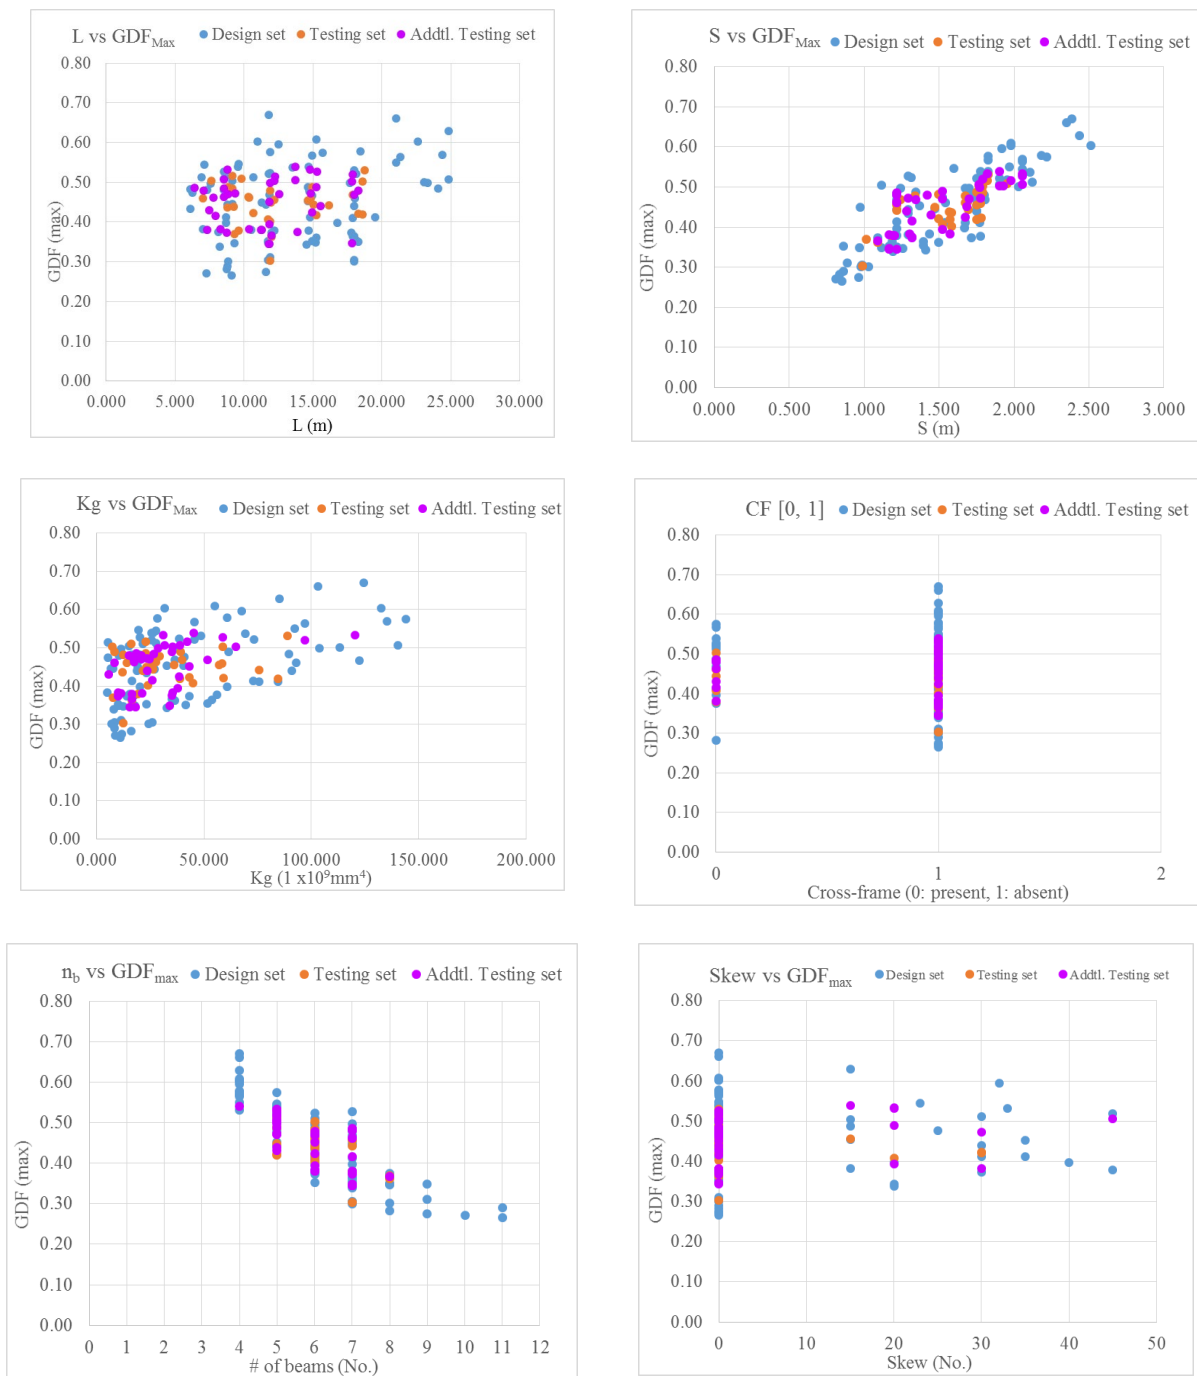 L vs GDFMax Design set Testing set Addtl. Testing set
0.80
0.70
0.60
0.50
0.40
0.30
0.20
0.10
0.00
GDF (max)
0.000 5.000 10.000 15.000 20.000 25.000 30.000
L (m)
S vs GDFMax Design set Testing set Addtl. Testing set
0.80
0.70
0.60
0.50
0.40
0.30
0.20
0.10
0.00
GDF (max)
0.000 0.500 1.000 1.500 2.000 2.500 3.000
S (m)
Kg vs GDFMax Design set Testing set Addtl. Testing set
0.80
0.70
0.60
0.50
0.40
0.30
0.20
0.10
0.00
GDF (max)
0.000 50.000 100.000 150.000 200.000
Kg (1 x10⁹mm⁴)
CF [0, 1] Design set Testing set Addtl. Testing set
0.80
0.70
0.60
0.50
0.40
0.30
0.20
0.10
0.00
GDF (max)
0 1 2
Cross-frame (0: present, 1: absent)
nb vs GDFmax Design set Testing set Addtl. Testing set
0.80
0.70
0.60
0.50
0.40
0.30
0.20
0.10
0.00
GDF (max)
0 1 2 3 4 5 6 7 8 9 10 11 12
# of beams (No.)
Skew vs GDFmax Design set Testing set Addtl. Testing set
0.80
0.70
0.60
0.50
0.40
0.30
0.20
0.10
0.00
GDF (max)
0 10 20 30 40 50
Skew (No.)